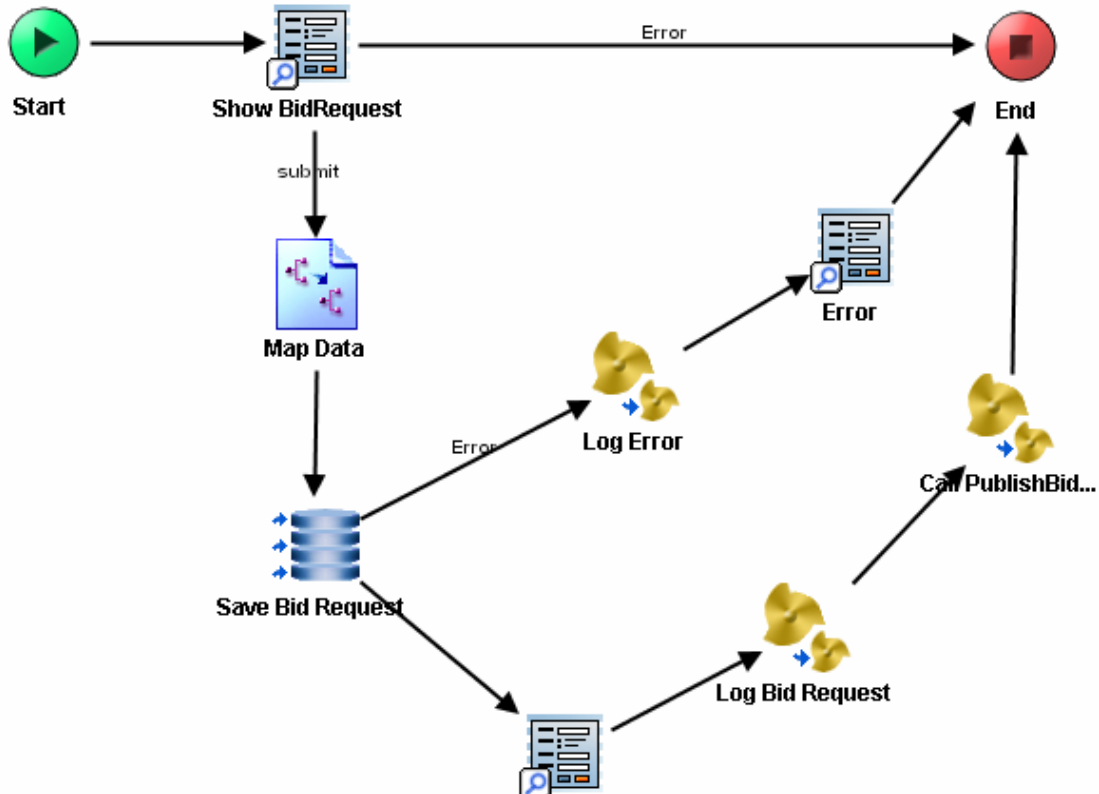 Error
Start
Show BidRequest
End
submit
Error
Map Data
Log Error
Error
Call PublishBid...
Save Bid Request
Log Bid Request